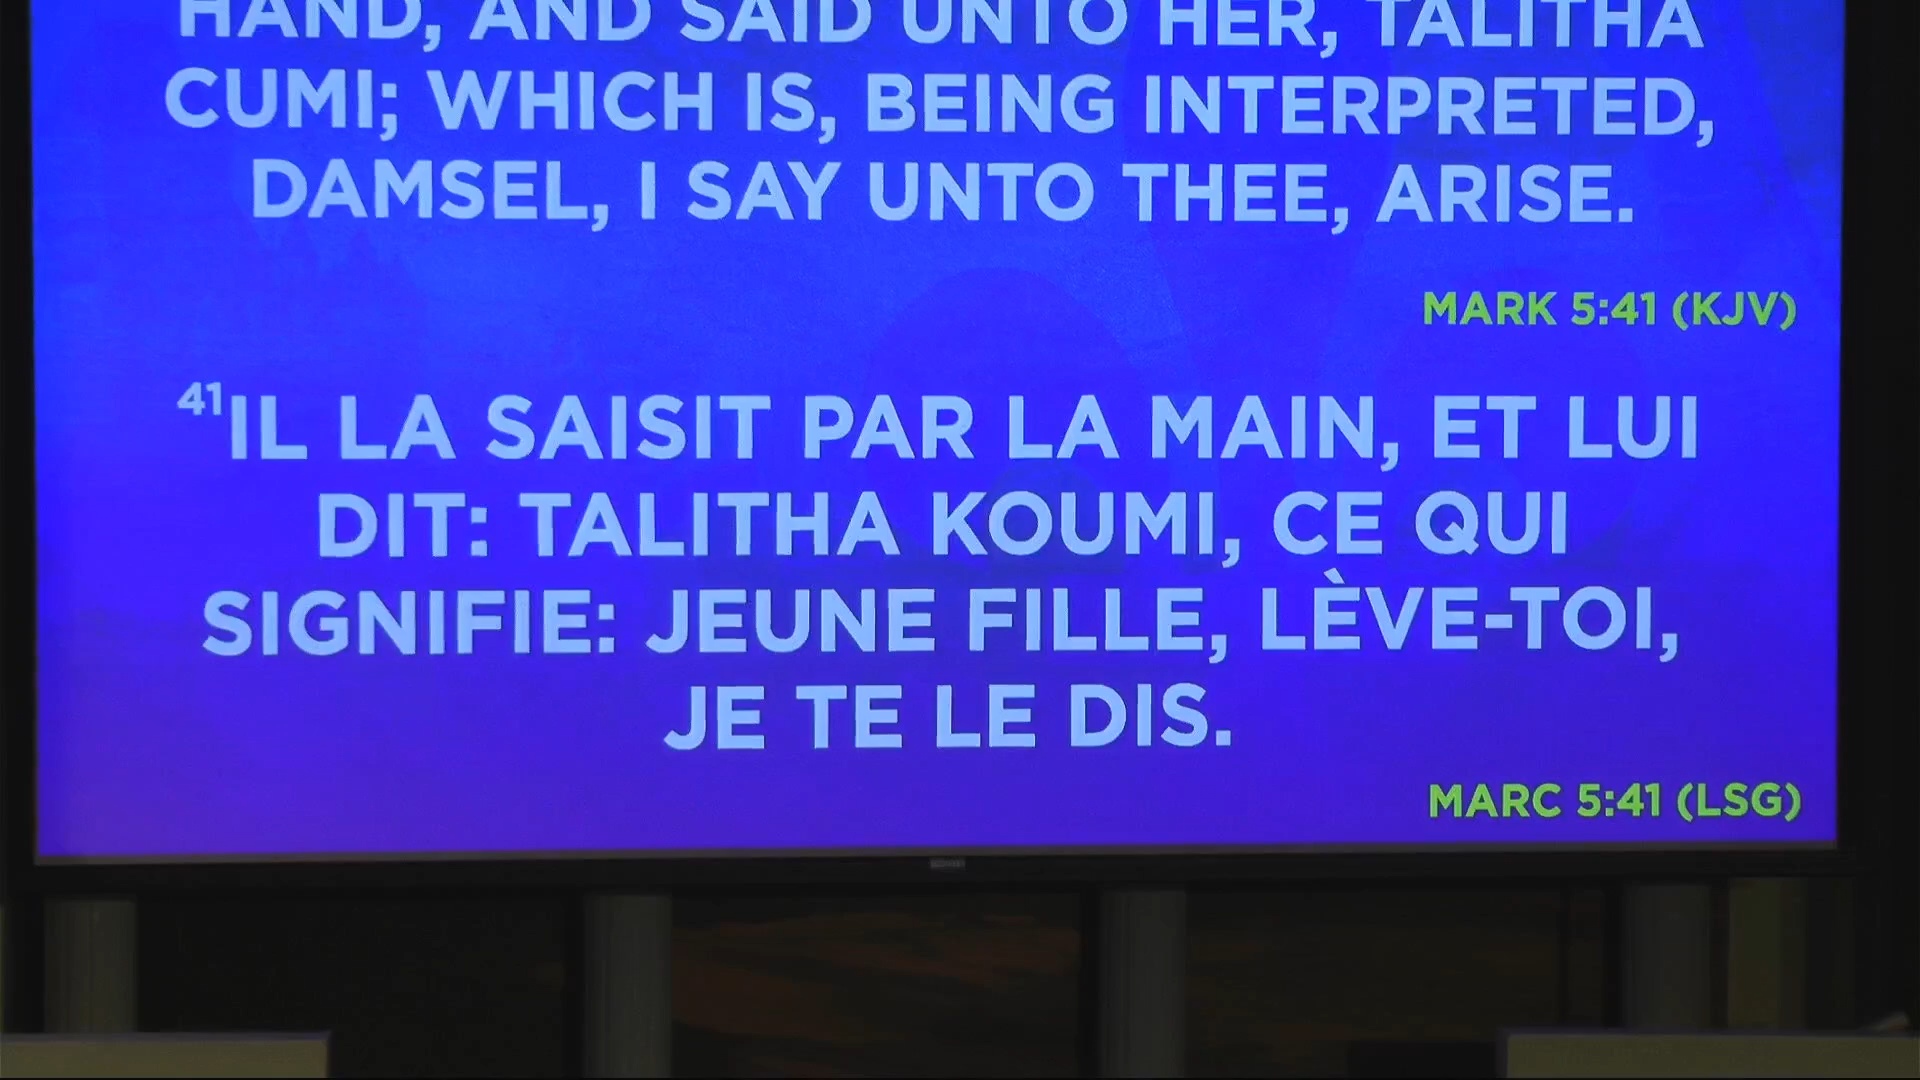 HAND, AND SAID UNTO HER, TALITHA
CUMI; WHICH IS, BEING INTERPRETED,
DAMSEL, I SAY UNTO THEE, ARISE.
MARK 5:41 (KJV)
41IL LA SAISIT PAR LA MAIN, ET LUI
DIT: TALITHA KOUMI, CE QUI
SIGNIFIE: JEUNE FILLE, LÈVE-TOI,
JE TE LE DIS.
MARC 5:41 (LSG)